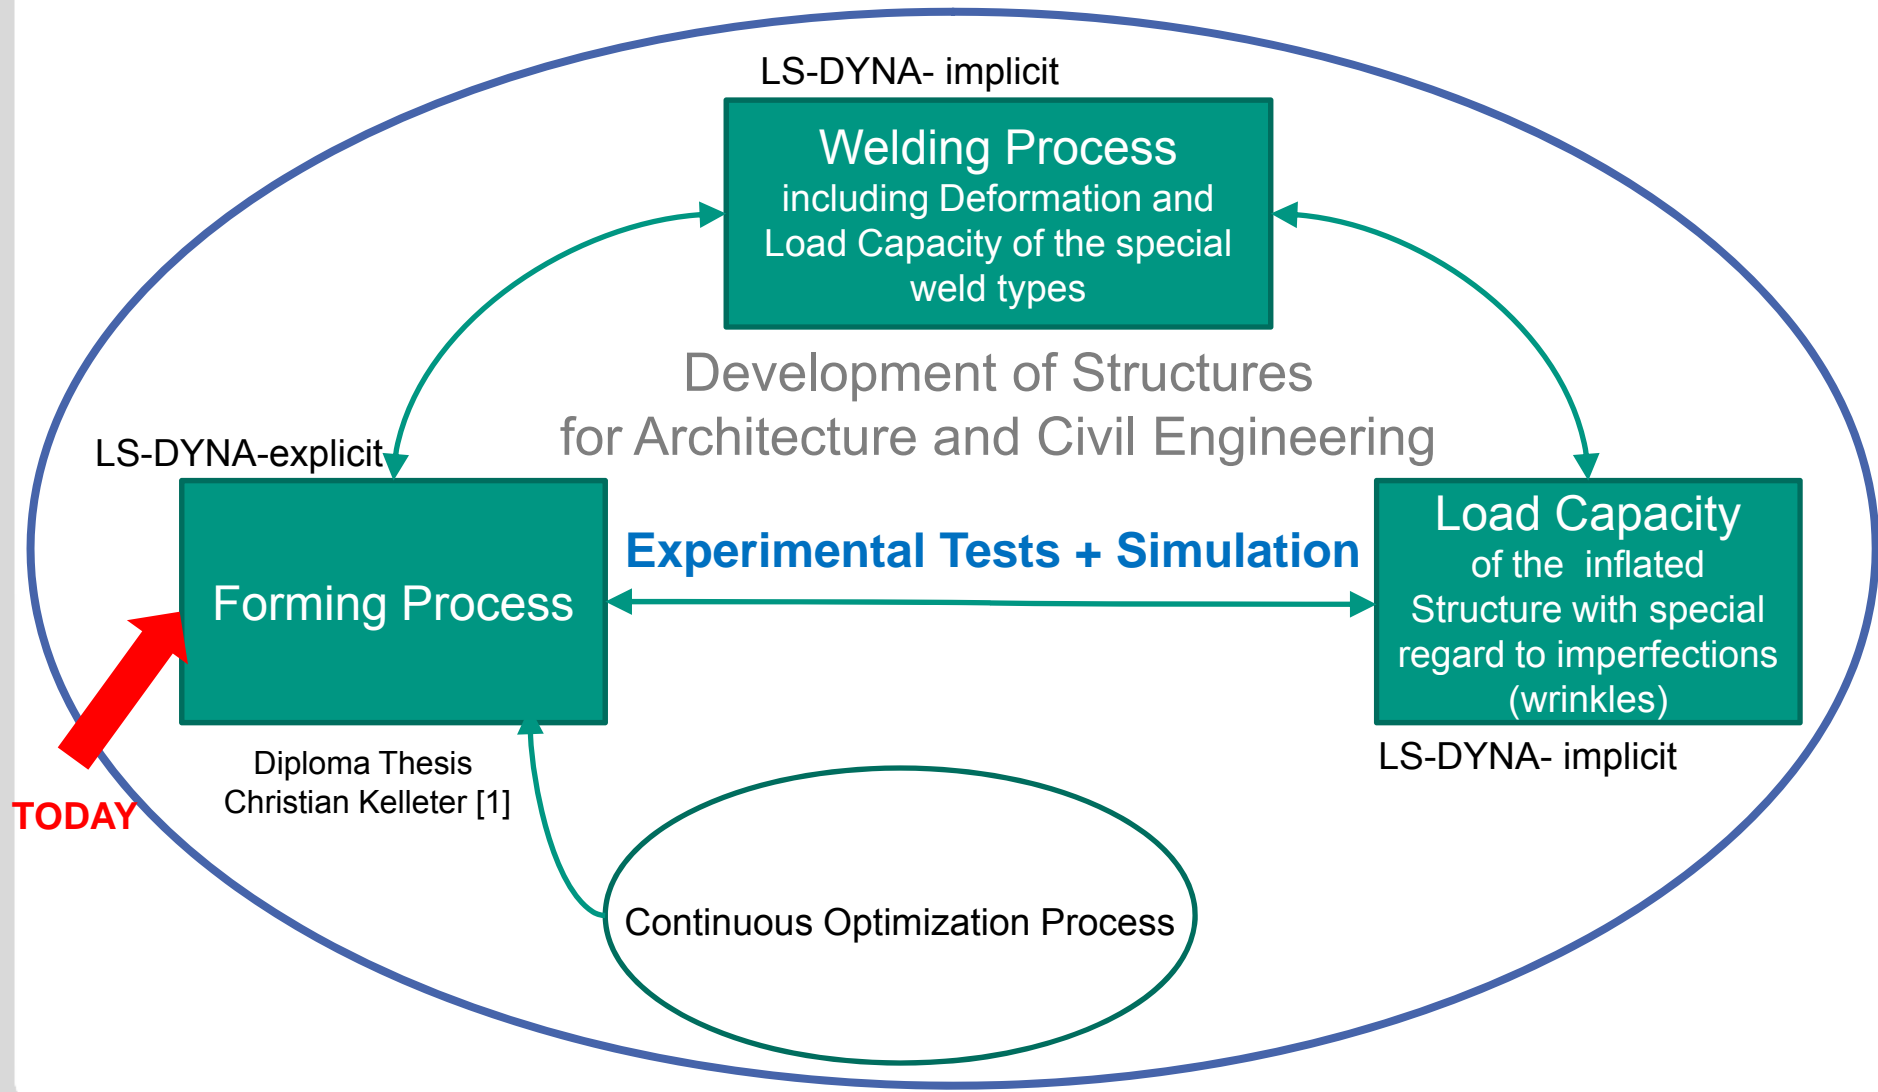 LS-DYNA- implicit
Welding Process
including Deformation and
Load Capacity of the special
weld types
Development of Structures
for Architecture and Civil Engineering
LS-DYNA-explicit
Forming Process
Experimental Tests + Simulation
Load Capacity
of the  inflated
Structure with special
regard to imperfections
(wrinkles)
LS-DYNA- implicit
TODAY
Diploma Thesis
Christian Kelleter [1]
Continuous Optimization Process